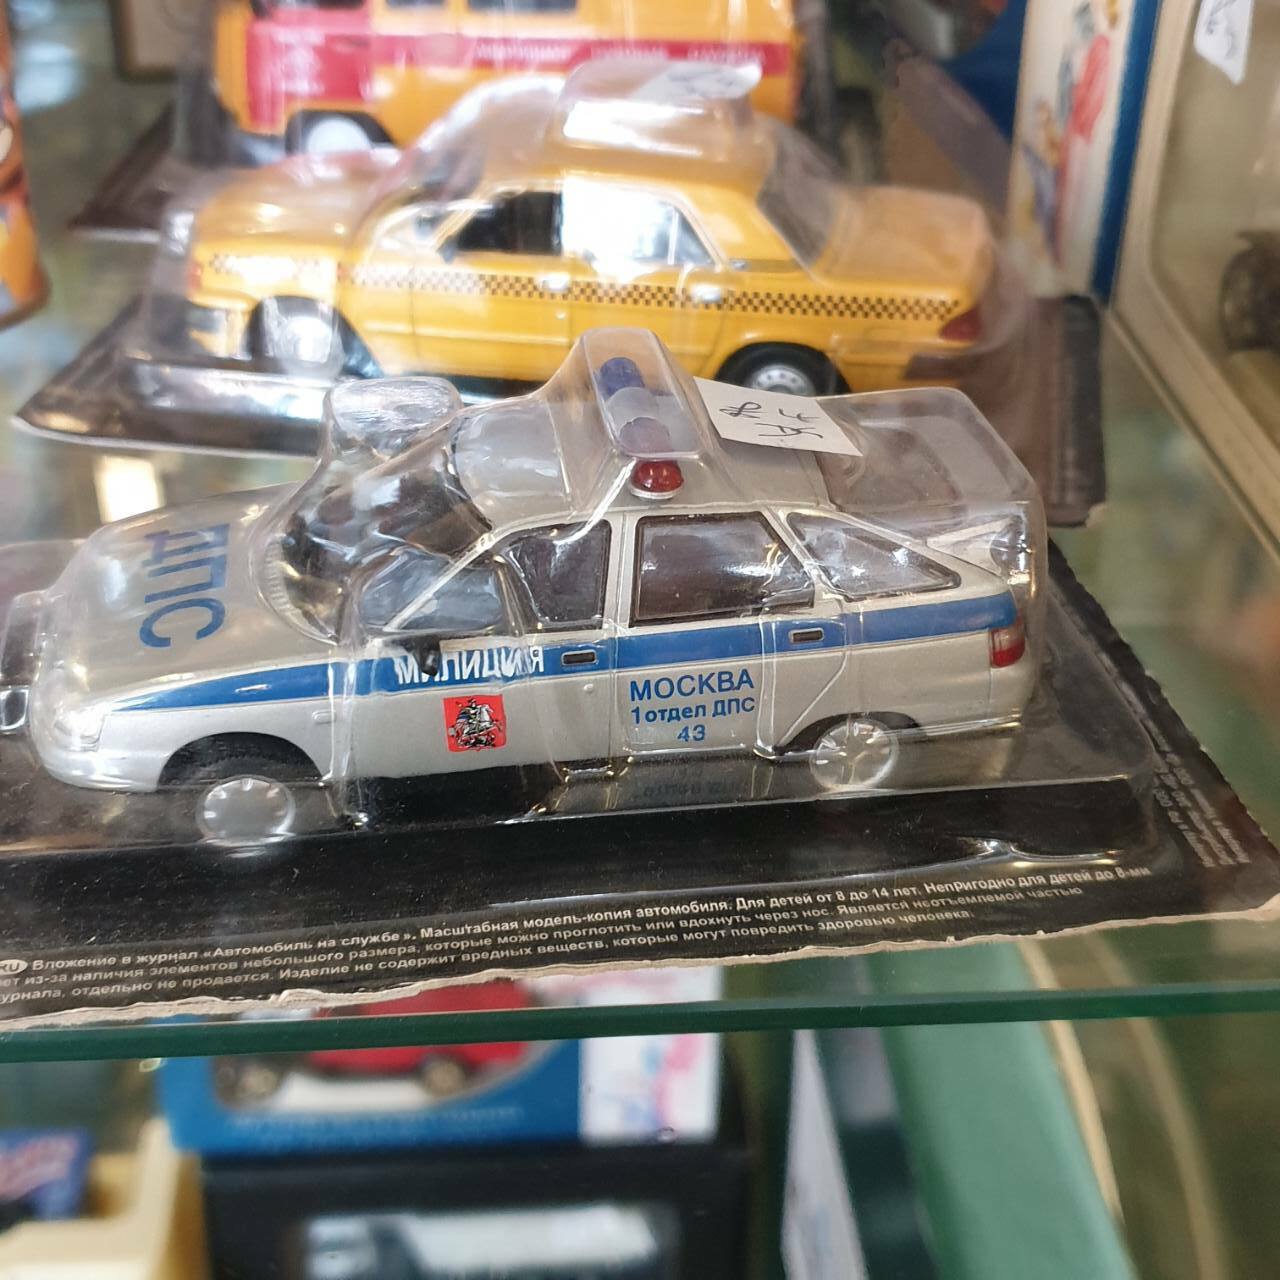 ДПС
МИЛИЦИЯ
МОСКВА
1 отдел ДПС
43
RU Вложение в журнал «Автомобиль на службе». Масштабная модель-копия автомобиля. Для детей от 8 до 14 лет. Непригодно для детей до 8-ми
лет из-за наличия элементов небольшого размера, которые можно проглотить или вдохнуть через нос. Является неотъемлемой частью
журнала, отдельно не продается. Изделие не содержит вредных веществ, которые могут повредить здоровью человека.